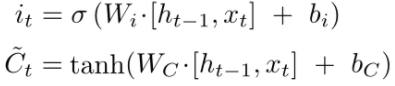 i_t = σ (W_i·[h_{t−1}, x_t] + b_i)
C̃_t = tanh(W_C·[h_{t−1}, x_t] + b_C)